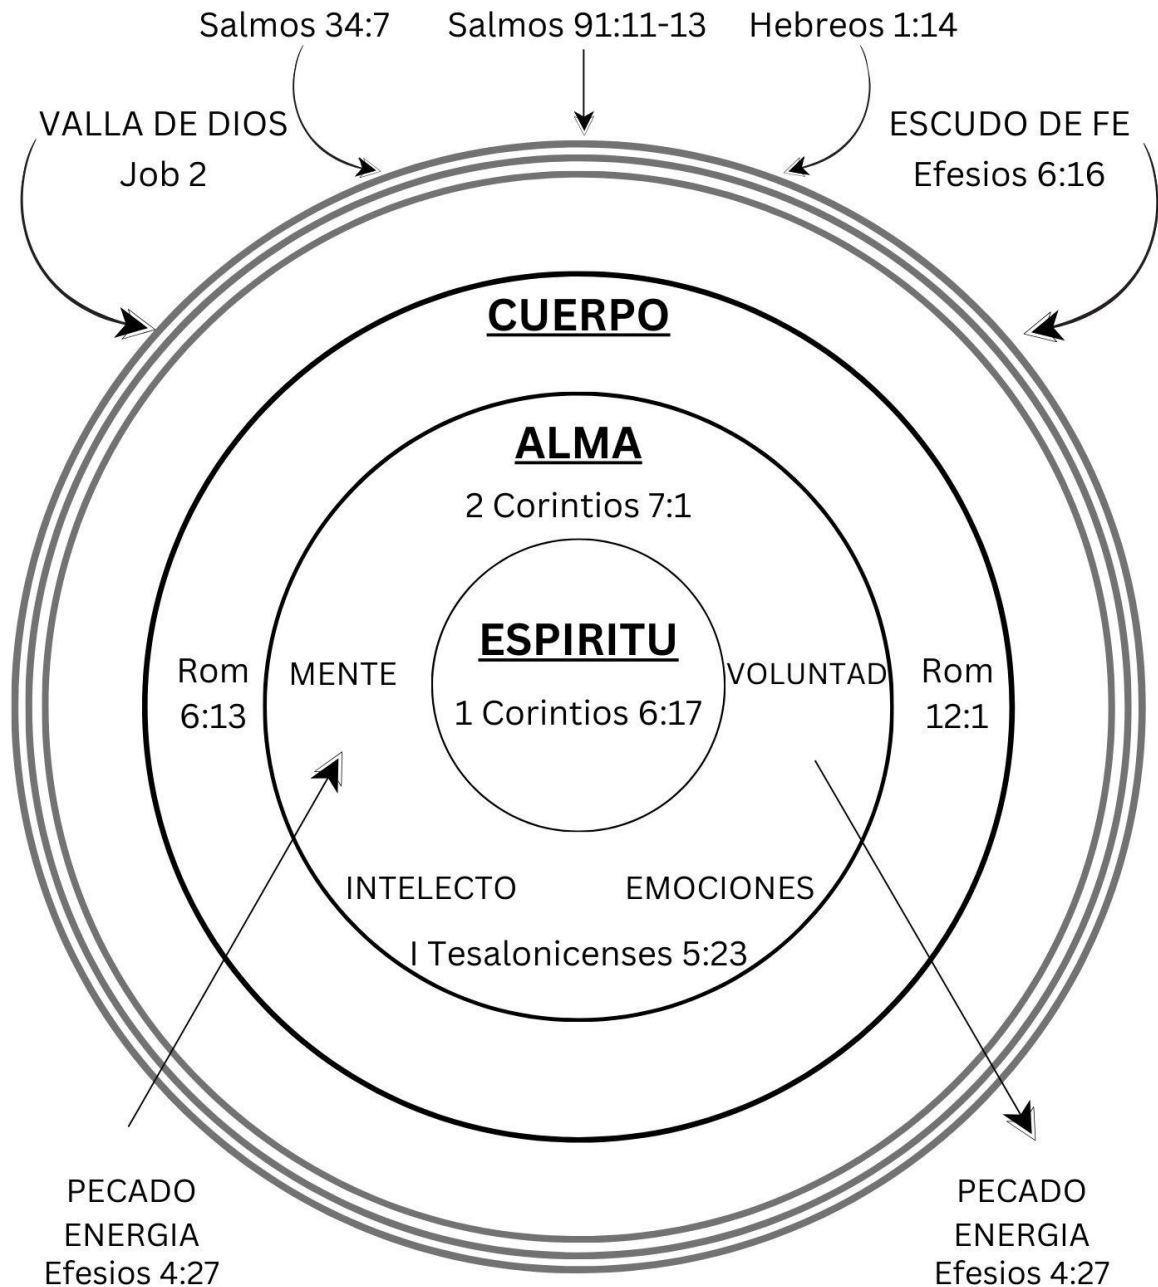 Salmos 34:7
Salmos 91:11-13
Hebreos 1:14
VALLA DE DIOS
Job 2
ESCUDO DE FE
Efesios 6:16
CUERPO
ALMA
2 Corintios 7:1
ESPIRITU
1 Corintios 6:17
Rom
6:13
MENTE
VOLUNTAD
Rom
12:1
INTELECTO
EMOCIONES
I Tesalonicenses 5:23
PECADO
ENERGIA
Efesios 4:27
PECADO
ENERGIA
Efesios 4:27